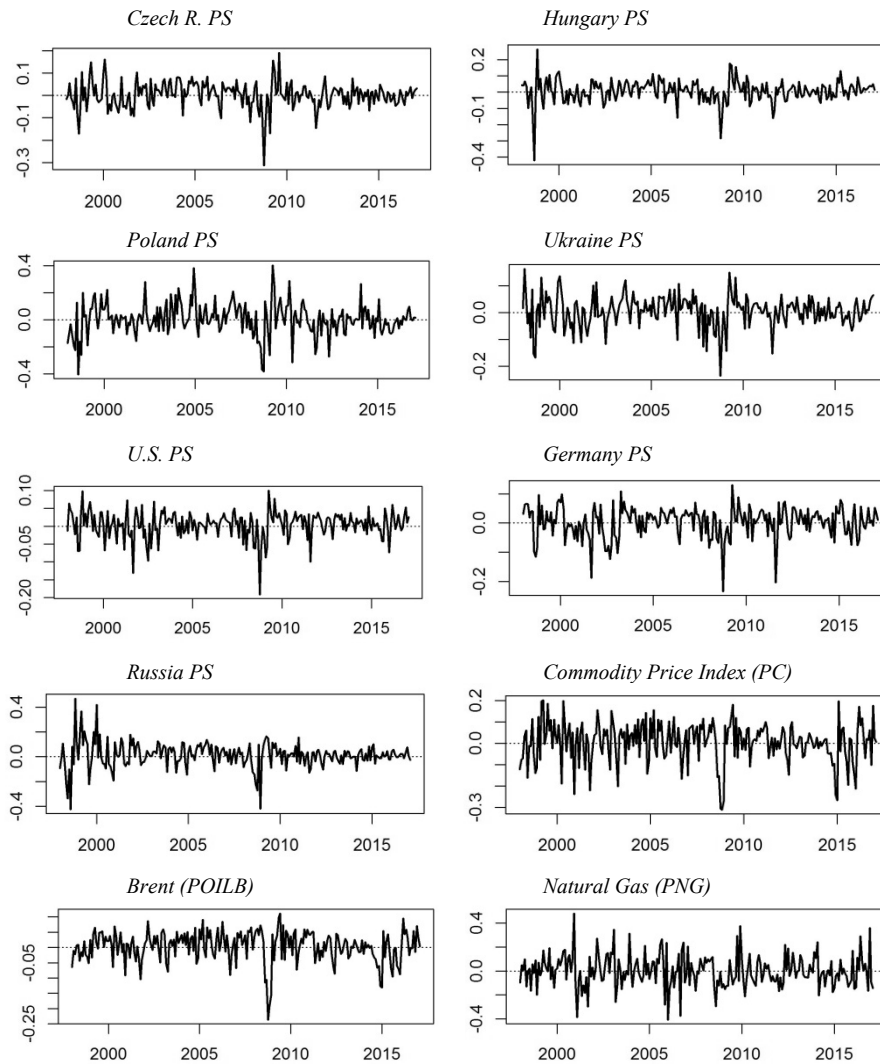 Czech R. PS
0.1
-0.1
-0.3
2000 2005 2010 2015
Hungary PS
0.2
-0.1
-0.4
2000 2005 2010 2015
Poland PS
0.4
0.0
-0.4
2000 2005 2010 2015
Ukraine PS
0.0
-0.2
2000 2005 2010 2015
U.S. PS
0.10
-0.05
-0.20
2000 2005 2010 2015
Germany PS
0.0
-0.2
2000 2005 2010 2015
Russia PS
0.4
0.0
-0.4
2000 2005 2010 2015
Commodity Price Index (PC)
0.2
0.0
-0.3
2000 2005 2010 2015
Brent (POILB)
-0.05
-0.25
2000 2005 2010 2015
Natural Gas (PNG)
0.4
0.0
-0.4
2000 2005 2010 2015